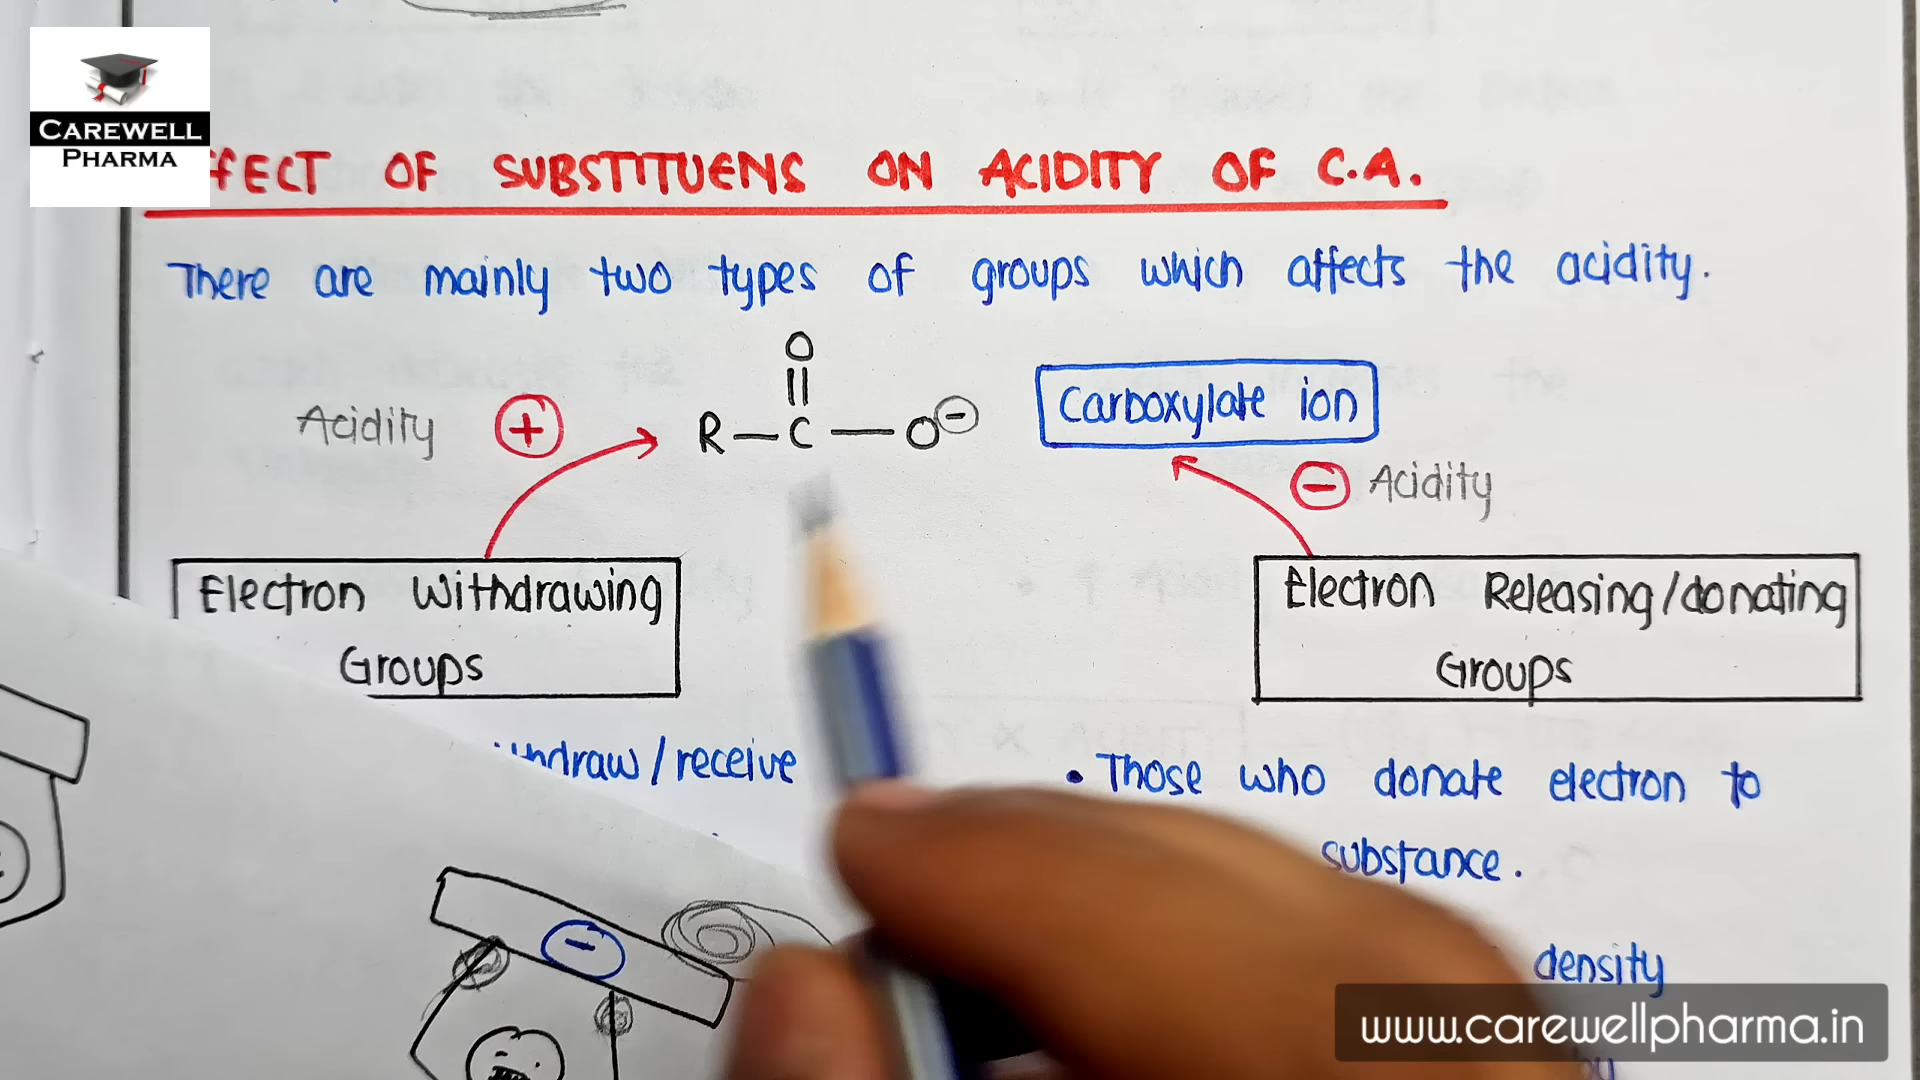 CAREWELL
PHARMA
FFECT OF SUBSTITUENS ON ACIDITY OF C.A.
There are mainly two types of groups which affects the acidity.
O
Acidity + R—C—O⁻ Carboxylate ion
− Acidity
Electron Withdrawing
Groups
Electron Releasing/donating
Groups
hdraw/receive
• Those who donate electron to
substance.
density
www.carewellpharma.in